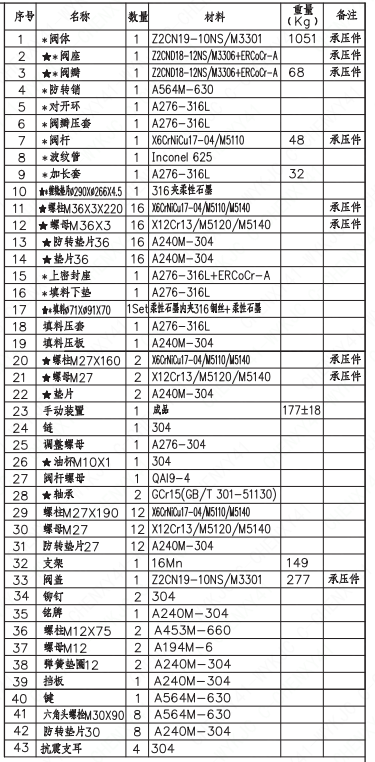 序号 名称 数量 材料 重量(Kg) 备注
1 *阀体 1 Z2CN19-10NS/M3301 1051 承压件
2 ★*阀座 1 Z2CND18-12NS/M3306+ERCoCr-A 承压件
3 ★*阀瓣 1 Z2CND18-12NS/M3306+ERCoCr-A 68 承压件
4 *防转销 1 A564M-630
5 *对开环 1 A276-316L
6 *阀瓣压套 1 A276-316L
7 *阀杆 1 X6CrNiCu17-04/M5110 48 承压件
8 *波纹管 1 Inconel 625
9 *加长套 1 A276-316L 32
10 ø290Xø266X4.5 1 316夹柔性石墨
11 ★螺柱M36X3X220 16 X6CrNiCu17-04/M5110/M5140 承压件
12 ★螺母M36X3 16 X12Cr13/M5120/M5140 承压件
13 ★防转垫片36 16 A240M-304
14 ★垫片36 16 A240M-304
15 *上密封座 1 A276-316L+ERCoCr-A
16 *填料下垫 1 A276-316L
17 ★*填料ø71Xø91X70 1Set 柔性石墨内夹316钢丝+柔性石墨
18 填料压套 1 A276-316L
19 填料压板 1 A240M-304
20 ★螺柱M27X160 2 X6CrNiCu17-04/M5110/M5140 承压件
21 ★螺母M27 2 X12Cr13/M5120/M5140 承压件
22 ★垫片 2 A240M-304
23 手动装置 1 成品 177±18
24 链 1 304
25 调整螺母 1 A276-304
26 ★油杯M10X1 1 304
27 阀杆螺母 1 QAl9-4
28 ★轴承 2 GCr15(GB/T 301-51130)
29 螺柱M27X190 12 X6CrNiCu17-04/M5110/M5140
30 螺母M27 12 X12Cr13/M5120/M5140
31 防转垫片27 12 A240M-304
32 支架 1 16Mn 149
33 阀盖 1 Z2CN19-10NS/M3301 277 承压件
34 铆钉 2 304
35 铭牌 1 A240M-304
36 螺柱M12X75 2 A453M-660
37 螺母M12 2 A194M-6
38 弹簧垫圈12 2 A240M-304
39 挡板 1 A240M-304
40 键 1 A564M-630
41 六角头螺栓M30X90 8 A564M-630
42 防转垫片30 8 A240M-304
43 抗震支耳 4 304